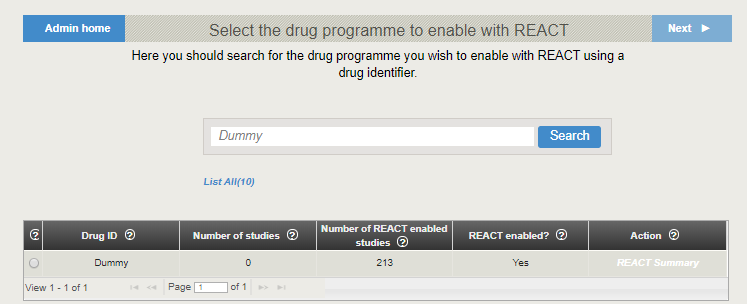 Admin home
Select the drug programme to enable with REACT
Next
Here you should search for the drug programme you wish to enable with REACT using a
drug identifier.
Dummy
Search
List All(10)
? Drug ID ? Number of studies ? Number of REACT enabled studies ? REACT enabled? ? Action ?
Dummy 0 213 Yes REACT Summary
View 1 - 1 of 1 Page 1 of 1